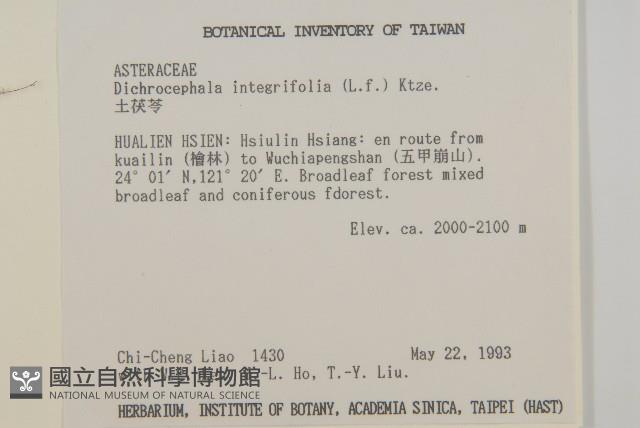 BOTANICAL INVENTORY OF TAIWAN
ASTERACEAE
Dichrocephala integrifolia (L.f.) Ktze.
土茯苓
HUALIEN HSIEN: Hsiulin Hsiang: en route from
kuailin (檜林) to Wuchiapengshan (五甲崩山).
24° 01′ N,121° 20′ E. Broadleaf forest mixed
broadleaf and coniferous fdorest.
Elev. ca. 2000-2100 m
Chi-Cheng Liao 1430 May 22, 1993
-L. Ho, T.-Y. Liu.
國立自然科學博物館
NATIONAL MUSEUM OF NATURAL SCIENCE
HERBARIUM, INSTITUTE OF BOTANY, ACADEMIA SINICA, TAIPEI (HAST)